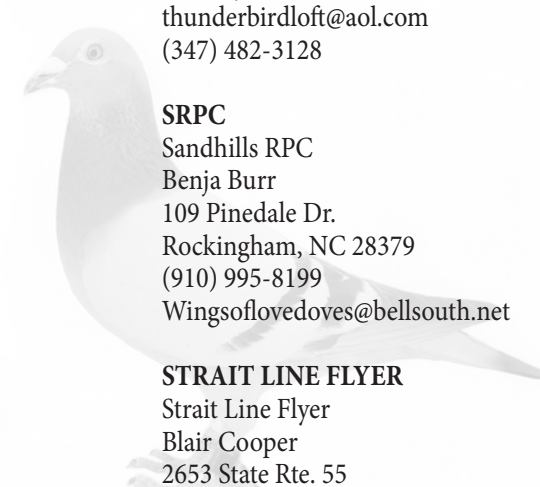 thunderbirdloft@aol.com
(347) 482-3128
SRPC
Sandhills RPC
Benja Burr
109 Pinedale Dr.
Rockingham, NC 28379
(910) 995-8199
Wingsoflovedoves@bellsouth.net
STRAIT LINE FLYER
Strait Line Flyer
Blair Cooper
2653 State Rte. 55